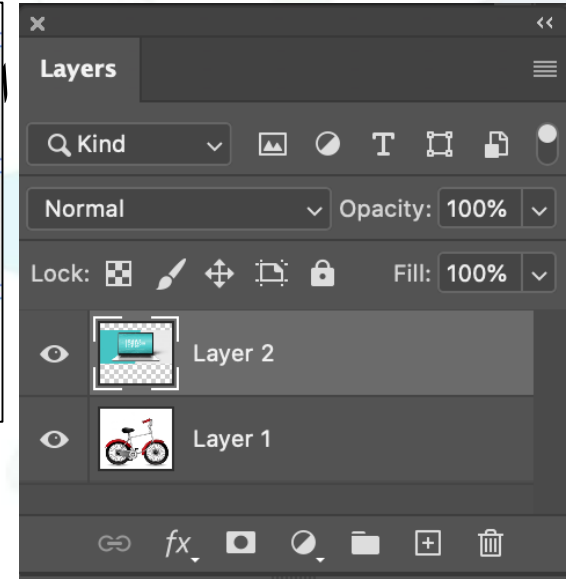 Layers
Kind
Normal Opacity: 100%
Lock: Fill: 100%
Layer 2
Layer 1
fx